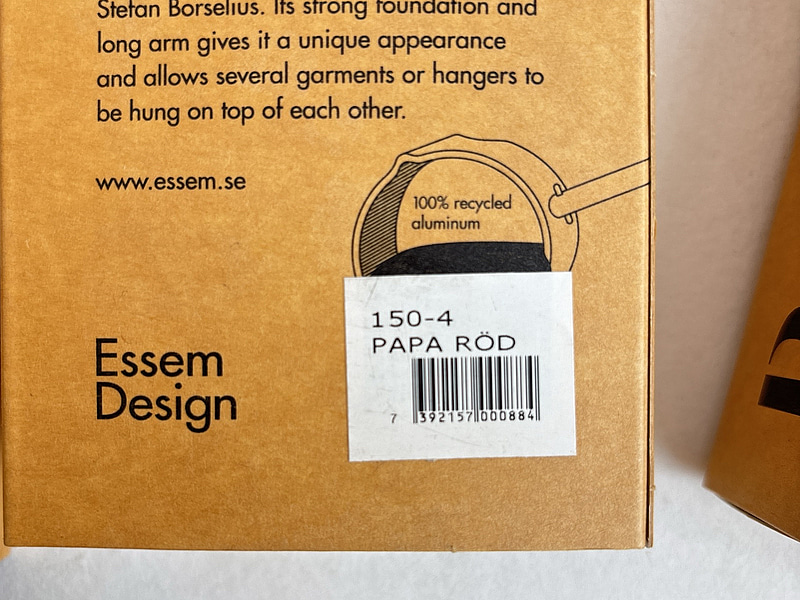 Stefan Borselius. Its strong foundation and
long arm gives it a unique appearance
and allows several garments or hangers to
be hung on top of each other.
www.essem.se
100% recycled
aluminum
150-4
PAPA RÖD
7 392157 000884
Essem
Design